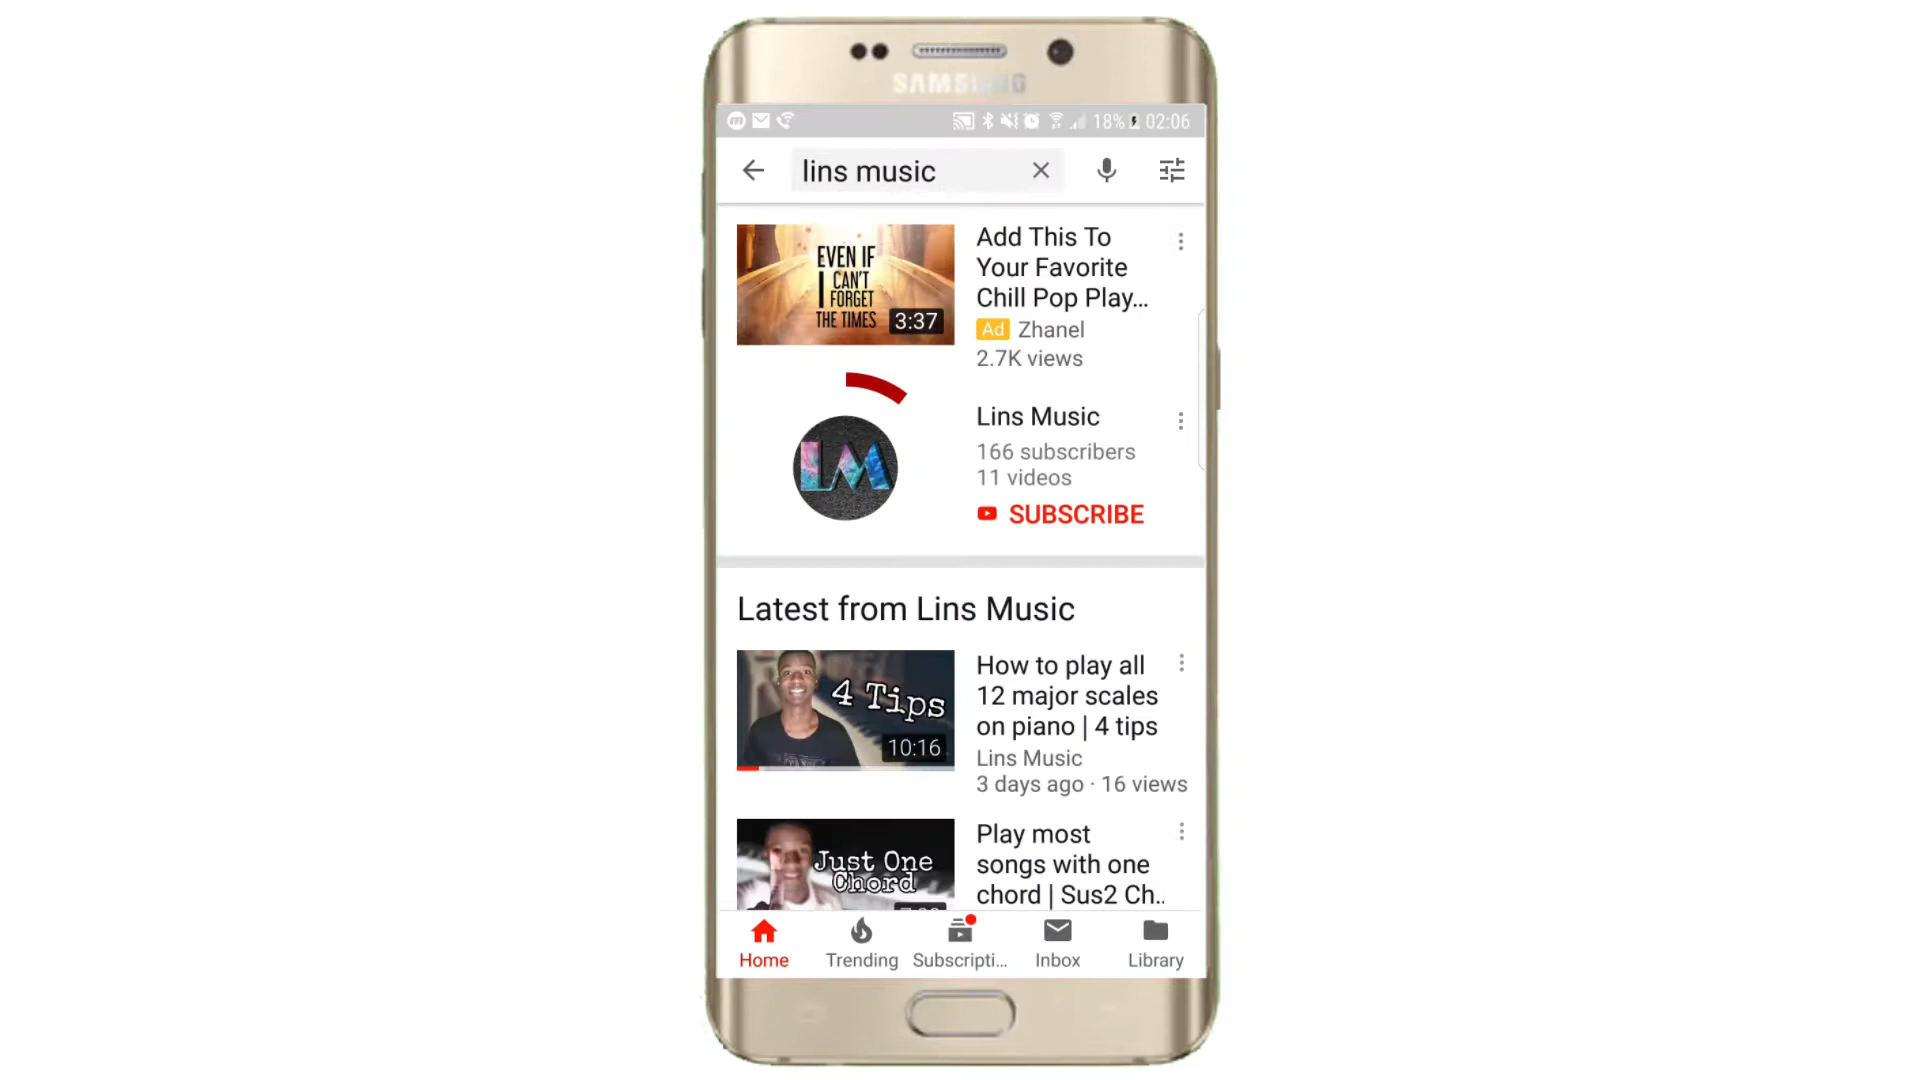 SAMSUNG
18% 02:06
lins music
EVEN IF
I CAN'T
FORGET
THE TIMES
3:37
Add This To
Your Favorite
Chill Pop Play...
Ad Zhanel
2.7K views
LM
Lins Music
166 subscribers
11 videos
SUBSCRIBE
Latest from Lins Music
4 Tips
10:16
How to play all
12 major scales
on piano | 4 tips
Lins Music
3 days ago · 16 views
Just One
Chord
Play most
songs with one
chord | Sus2 Ch..
Home
Trending
Subscripti...
Inbox
Library